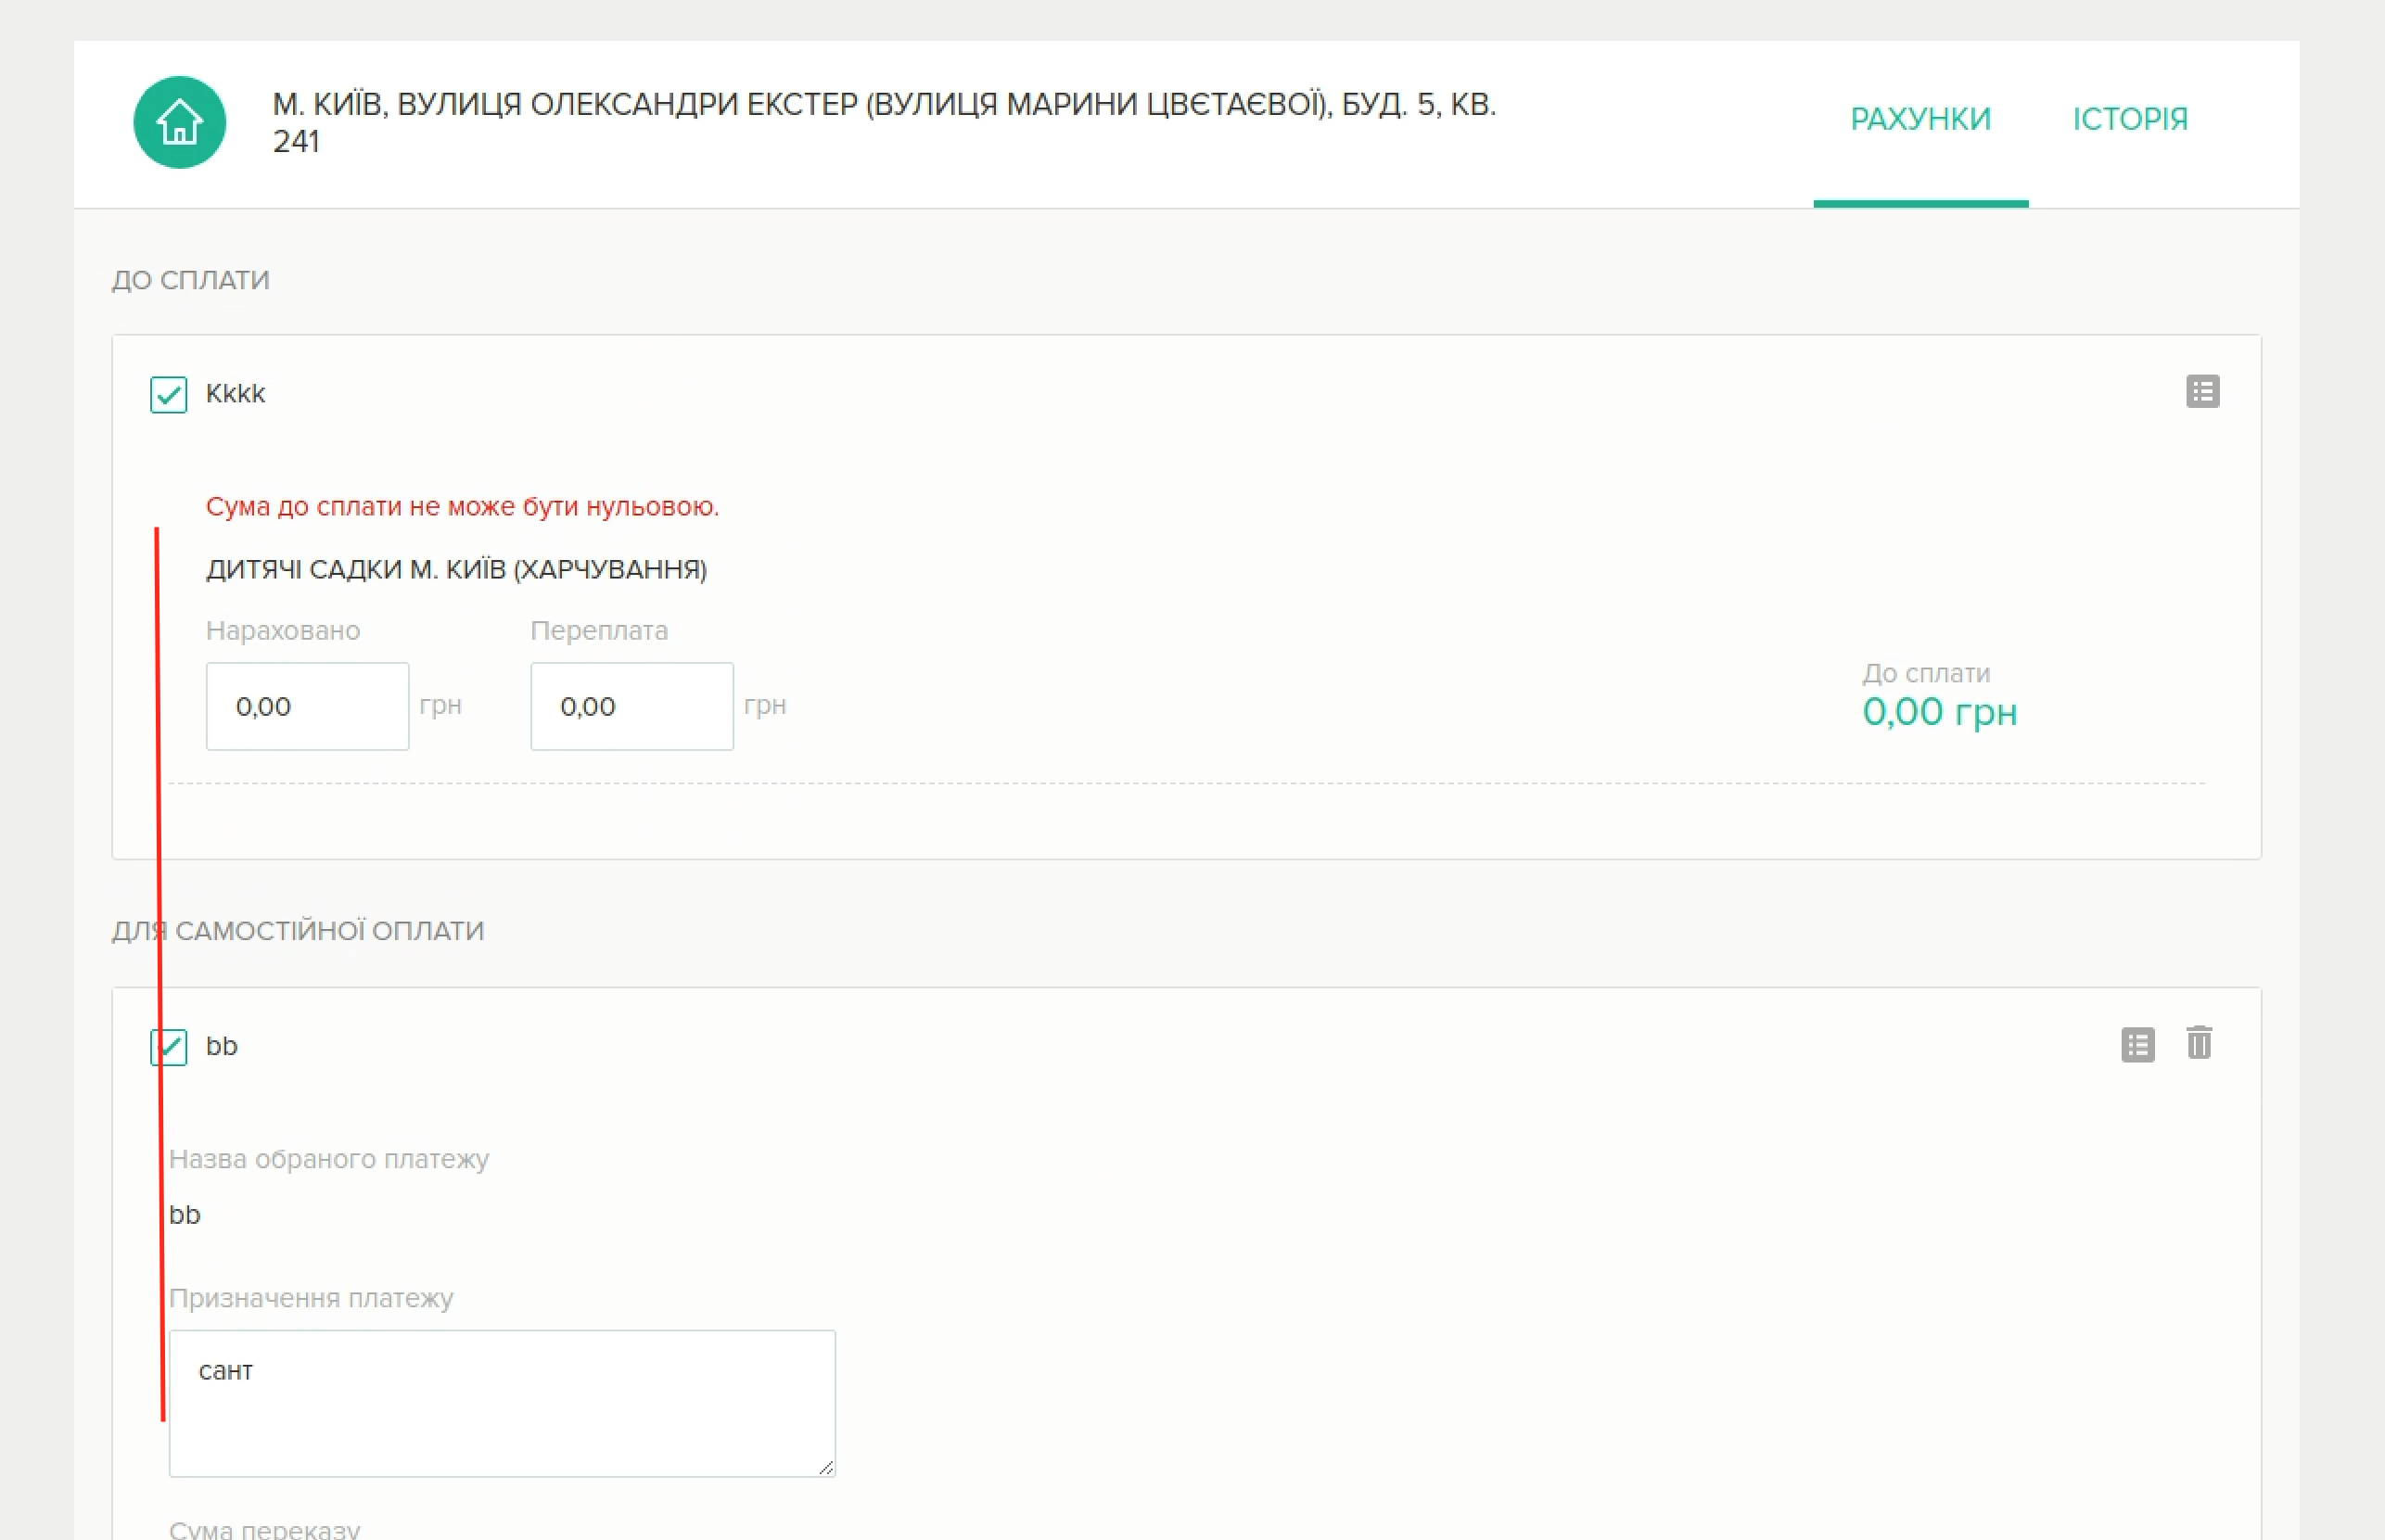 М. КИЇВ, ВУЛИЦЯ ОЛЕКСАНДРИ ЕКСТЕР (ВУЛИЦЯ МАРИНИ ЦВЄТАЄВОЇ), БУД. 5, КВ.
241
РАХУНКИ ІСТОРІЯ
ДО СПЛАТИ
Kkkk
Сума до сплати не може бути нульовою.
ДИТЯЧІ САДКИ М. КИЇВ (ХАРЧУВАННЯ)
Нараховано Переплата
До сплати
0,00 грн 0,00 грн 0,00 грн
ДЛЯ САМОСТІЙНОЇ ОПЛАТИ
bb
Назва обраного платежу
bb
Призначення платежу
сант
Сума переказу